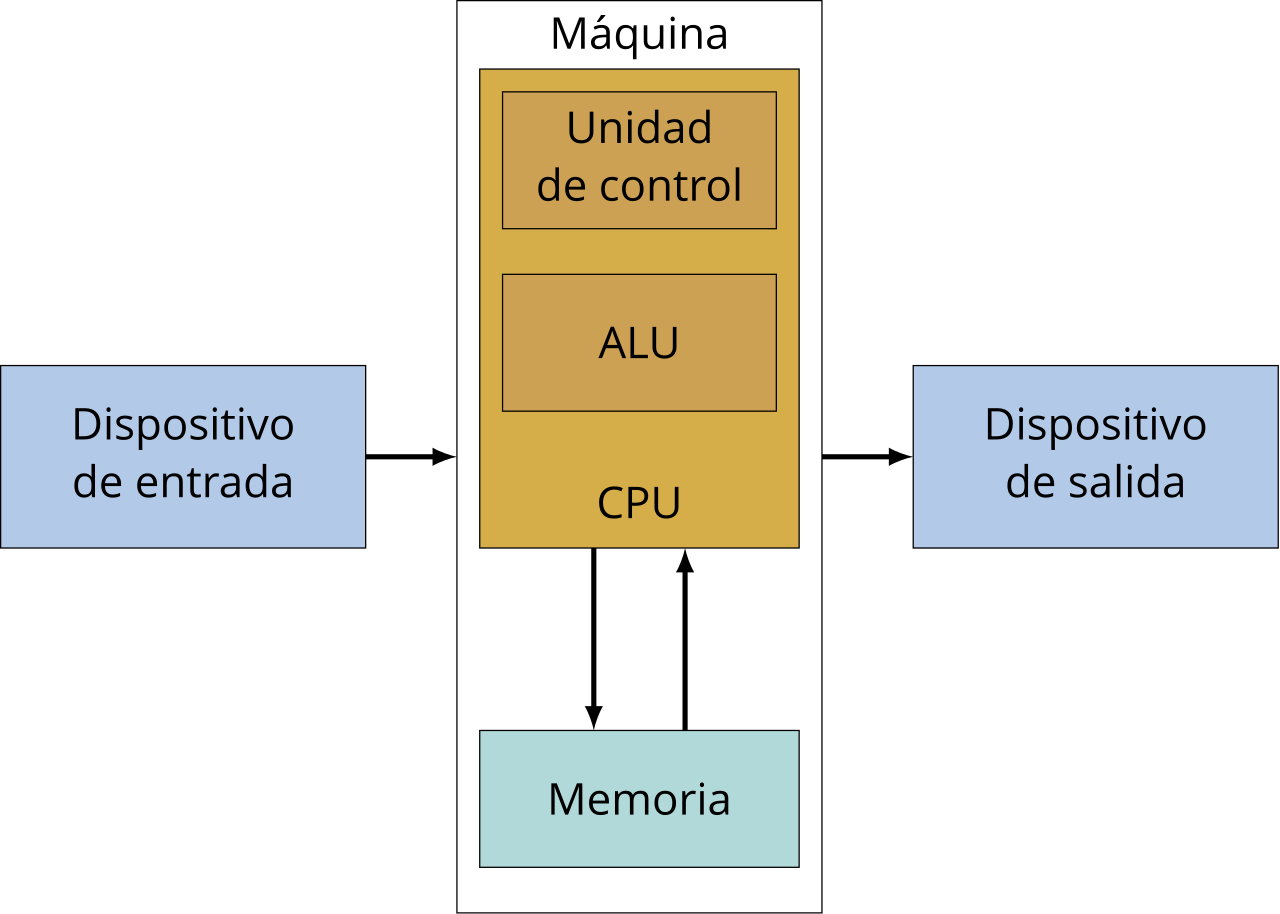 Máquina
Unidad
de control
ALU
CPU
Dispositivo
de entrada
Dispositivo
de salida
Memoria